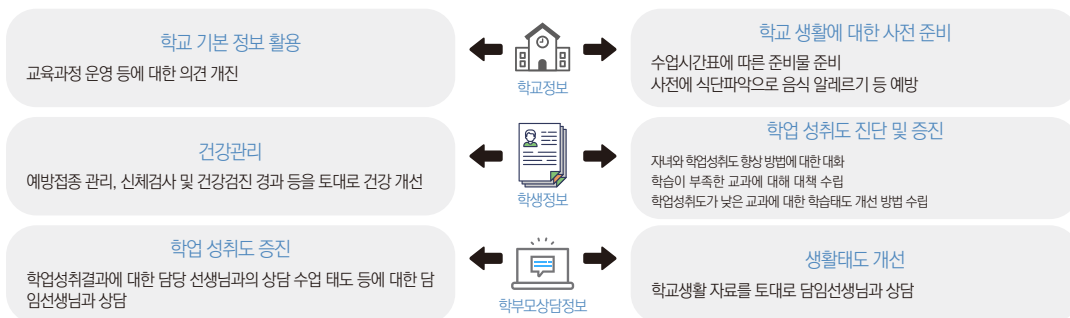 학교 기본 정보 활용
교육과정 운영 등에 대한 의견 개진
학교정보
학교 생활에 대한 사전 준비
수업시간표에 따른 준비물 준비
사전에 식단파악으로 음식 알레르기 등 예방
건강관리
예방접종 관리, 신체검사 및 건강검진 경과 등을 토대로 건강 개선
학생정보
학업 성취도 진단 및 증진
자녀와 학업성취도 향상 방법에 대한 대화
학습이 부족한 교과에 대해 대책 수립
학업성취도가 낮은 교과에 대한 학습태도 개선 방법 수립
학업 성취도 증진
학업성취결과에 대한 담당 선생님과의 상담 수업 태도 등에 대한 담
임선생님과 상담
학부모상담정보
생활태도 개선
학교생활 자료를 토대로 담임선생님과 상담